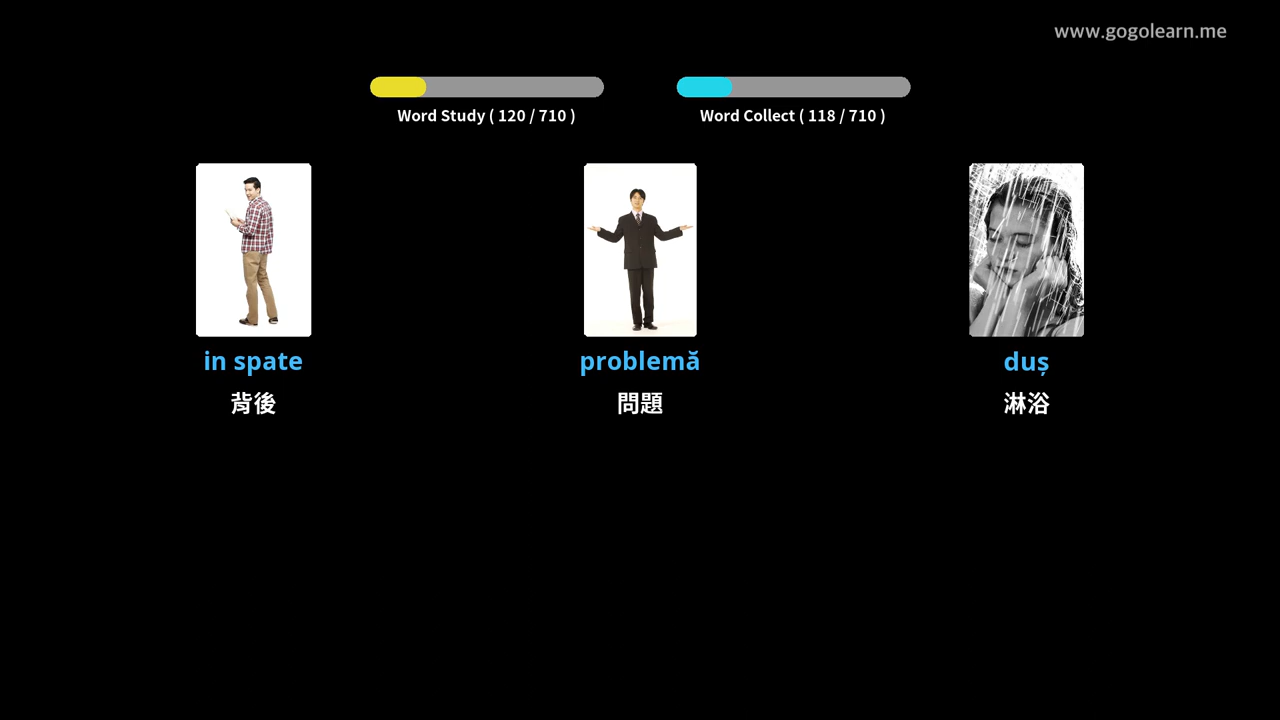 www.gogolearn.me
Word Study ( 120 / 710 )
Word Collect ( 118 / 710 )
in spate
problemă
duș
背後
問題
淋浴